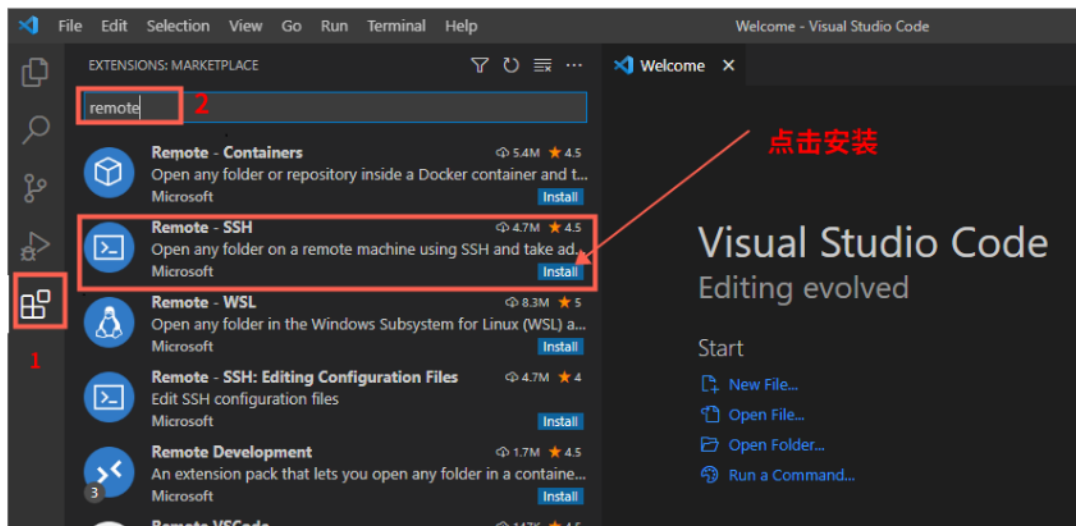 File Edit Selection View Go Run Terminal Help
Welcome - Visual Studio Code
EXTENSIONS: MARKETPLACE
Welcome
remote
2
点击安装
Remote - Containers 5.4M 4.5
Open any folder or repository inside a Docker container and t...
Microsoft Install
Remote - SSH 4.7M 4.5
Open any folder on a remote machine using SSH and take ad...
Microsoft Install
1
Remote - WSL 8.3M 5
Open any folder in the Windows Subsystem for Linux (WSL) a...
Microsoft Install
Remote - SSH: Editing Configuration Files 4.7M 4
Edit SSH configuration files
Microsoft Install
Remote Development 1.7M 4.5
An extension pack that lets you open any folder in a containe...
3
Microsoft Install
Remote VSCode 147K 4.5
Visual Studio Code
Editing evolved
Start
New File...
Open File...
Open Folder...
Run a Command...